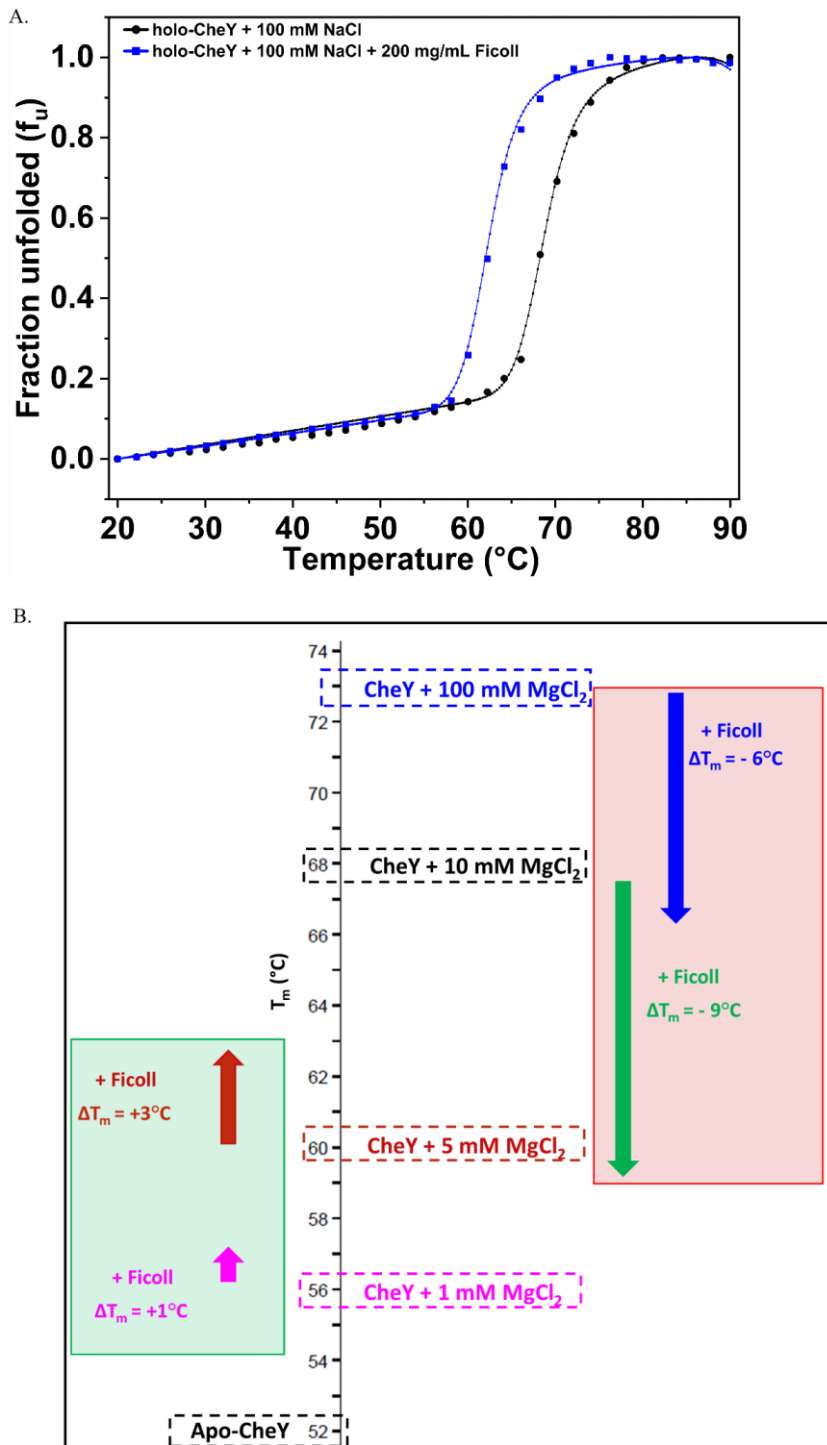 A.
holo-CheY + 100 mM NaCl
holo-CheY + 100 mM NaCl + 200 mg/mL Ficoll
Fraction unfolded (fᵤ)
1.0
0.8
0.6
0.4
0.2
0.0
20 30 40 50 60 70 80 90
Temperature (°C)
B.
74
CheY + 100 mM MgCl₂
72
+ Ficoll
ΔTₘ = - 6°C
70
68
CheY + 10 mM MgCl₂
66
Tₘ (°C)
+ Ficoll
ΔTₘ = - 9°C
64
62
+ Ficoll
ΔTₘ = +3°C
60
CheY + 5 mM MgCl₂
58
+ Ficoll
ΔTₘ = +1°C
56
CheY + 1 mM MgCl₂
54
Apo-CheY
52